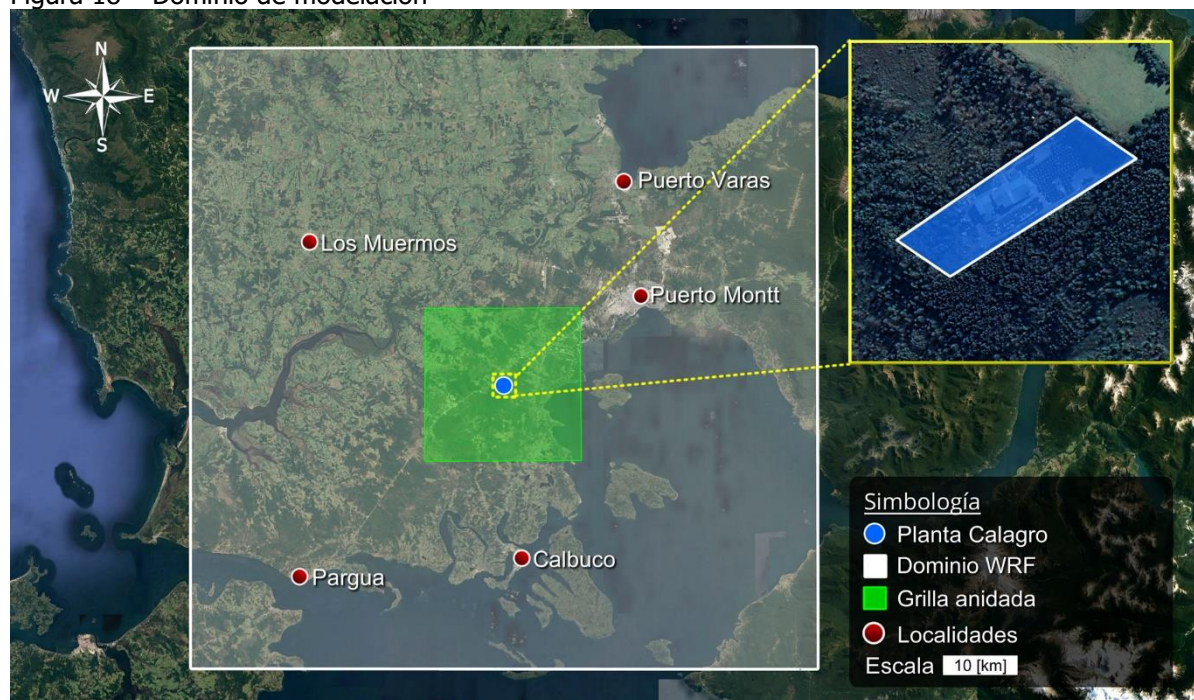 Figura 18 – Dominio de modelación
N
W E
S
Puerto Varas
Los Muermos
Puerto Montt
Calbuco
Pargua
Simbología
Planta Calagro
Dominio WRF
Grilla anidada
Localidades
Escala 10 [km]